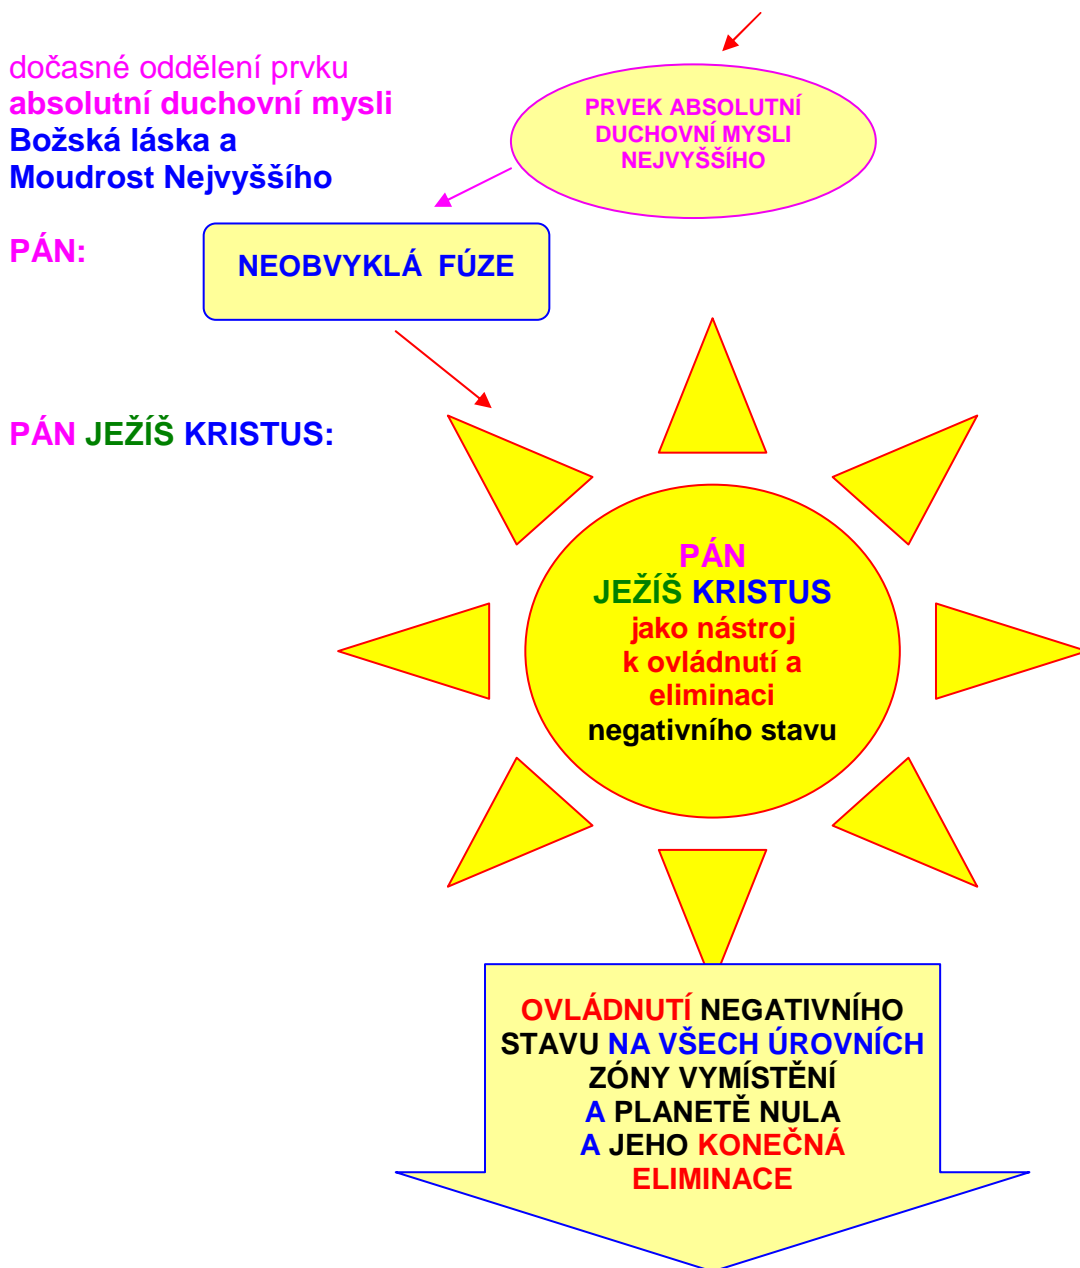 dočasné oddělení prvku
absolutní duchovní mysli
Božská láska a
Moudrost Nejvyššího
PRVEK ABSOLUTNÍ
DUCHOVNÍ MYSLI
NEJVYŠŠÍHO
PÁN:
NEOBVYKLÁ FÚZE
PÁN JEŽÍŠ KRISTUS:
PÁN
JEŽÍŠ KRISTUS
jako nástroj
k ovládnutí a
eliminaci
negativního stavu
OVLÁDNUTÍ NEGATIVNÍHO
STAVU NA VŠECH ÚROVNÍCH
ZÓNY VYMÍSTĚNÍ
A PLANETĚ NULA
A JEHO KONEČNÁ
ELIMINACE